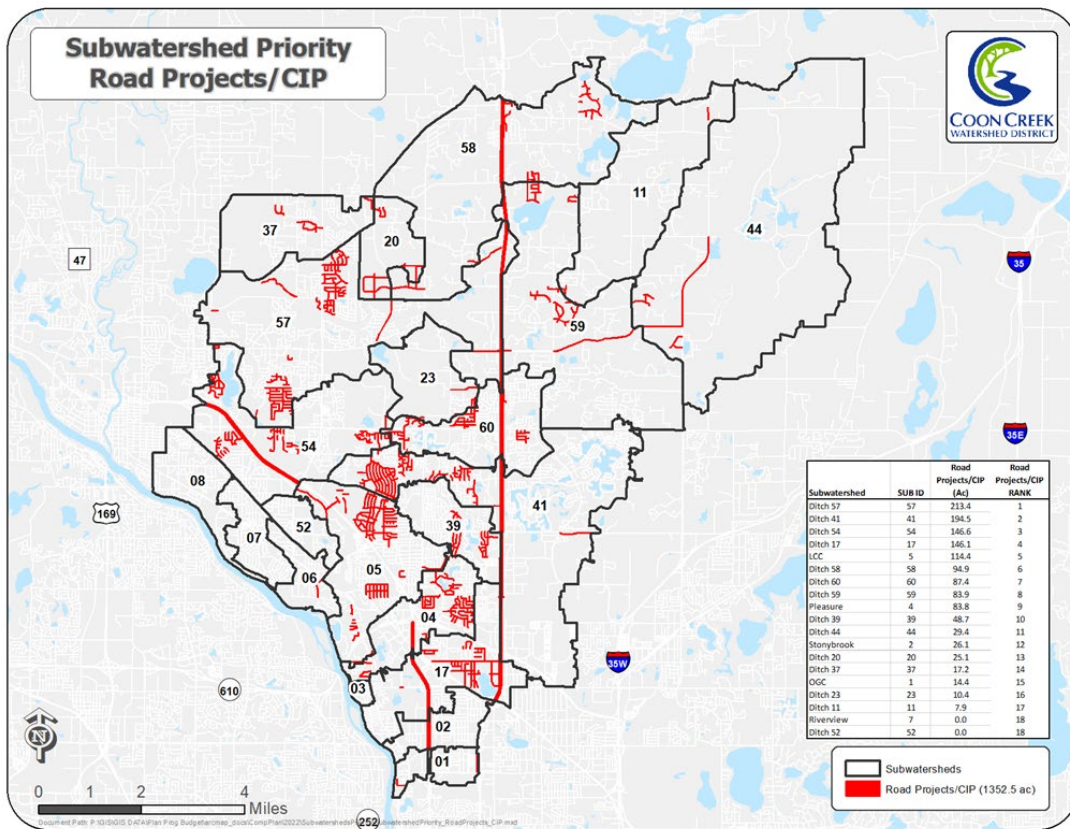 Subwatershed Priority
Road Projects/CIP
COON CREEK
WATERSHED DISTRICT
58
11
44
37
20
47
35
57
59
23
60
54
35E
08
41
169
52
39
07
05
06
04
35W
17
03
610
02
01
252
N
Subwatershed SUB ID Road Projects/CIP (Ac) Road Projects/CIP RANK
Ditch 57 57 213.4 1
Ditch 41 41 194.5 2
Ditch 54 54 146.6 3
Ditch 17 17 146.1 4
LCC 5 114.4 5
Ditch 58 58 94.9 6
Ditch 60 60 87.4 7
Ditch 59 59 83.9 8
Pleasure 4 83.8 9
Ditch 39 39 48.7 10
Ditch 44 44 29.4 11
Stonybrook 2 26.1 12
Ditch 20 20 25.1 13
Ditch 37 37 17.2 14
OGC 1 14.4 15
Ditch 23 23 10.4 16
Ditch 11 11 7.9 17
Riverview 7 0.0 18
Ditch 52 52 0.0 18
Subwatersheds
Road Projects/CIP (1352.5 ac)
0 1 2 4
Miles